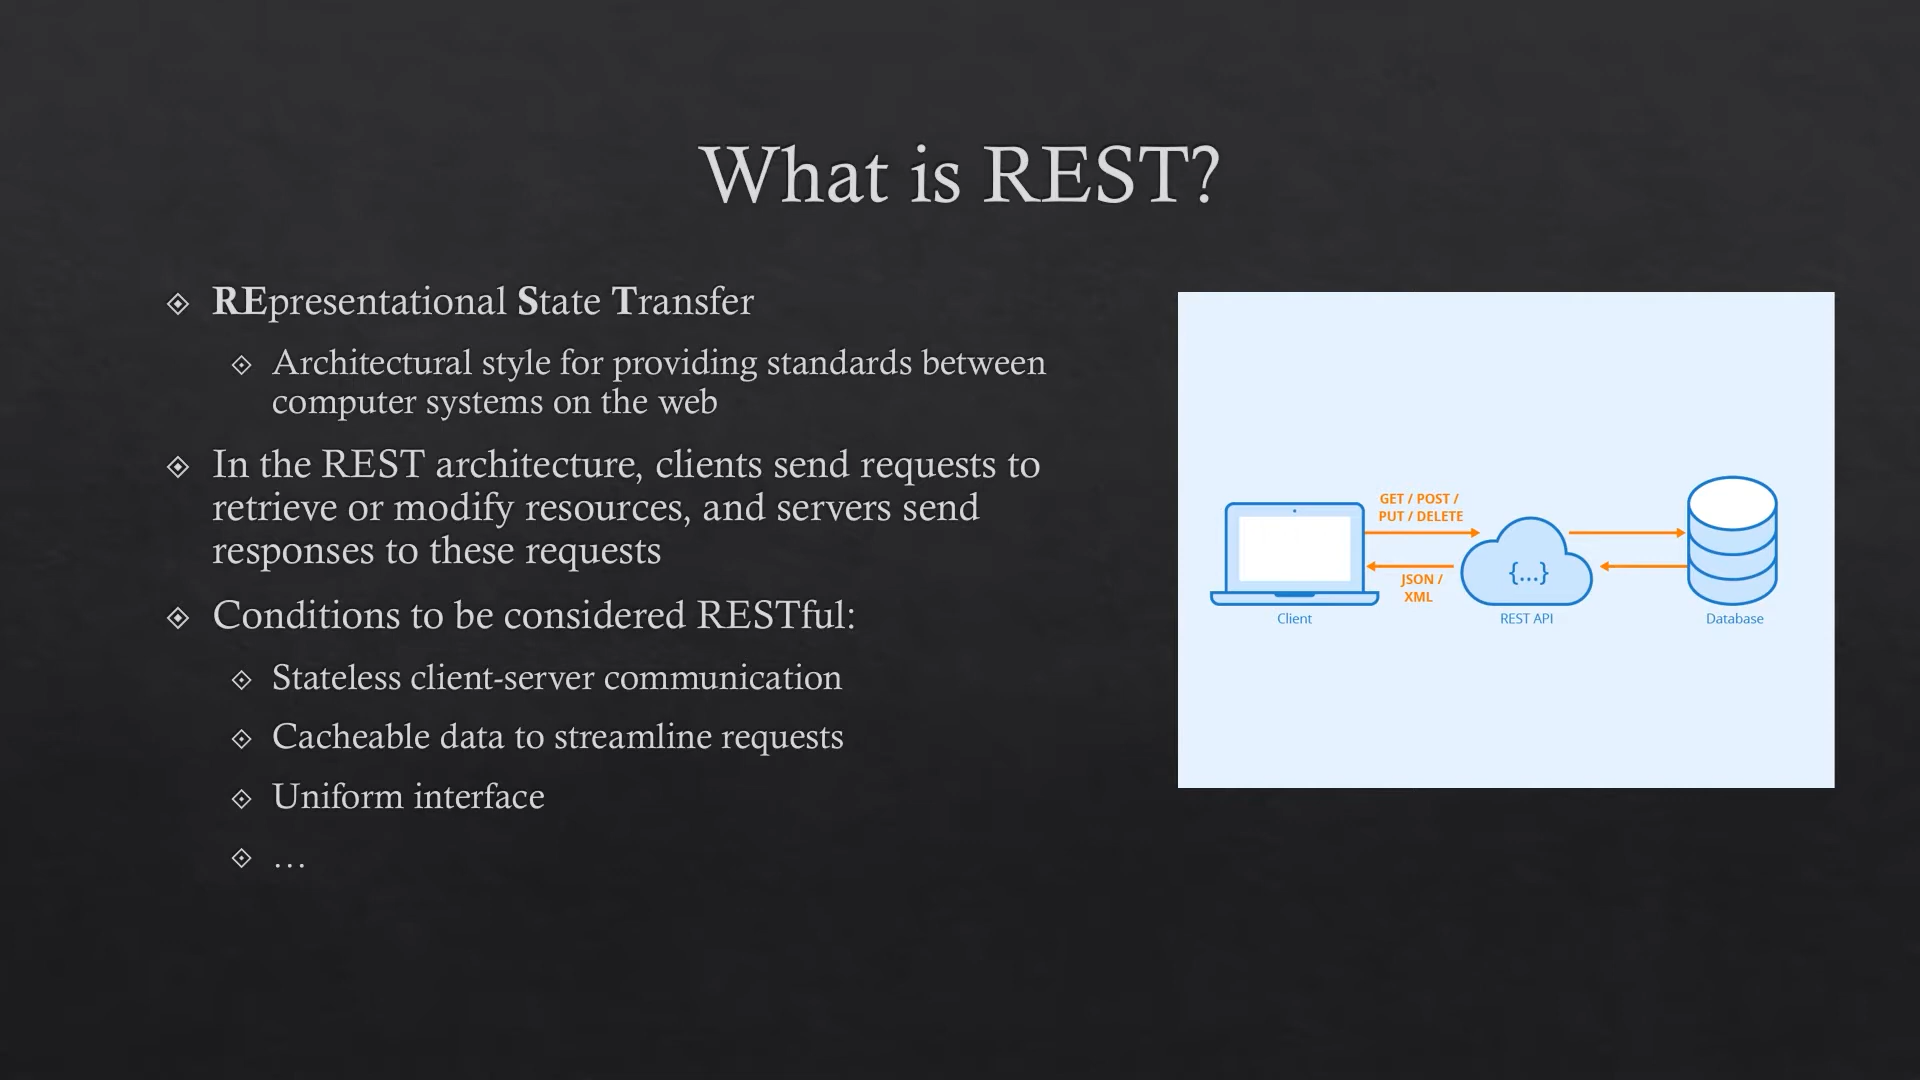 What is REST?
REpresentational State Transfer
Architectural style for providing standards between
computer systems on the web
In the REST architecture, clients send requests to
retrieve or modify resources, and servers send
responses to these requests
Conditions to be considered RESTful:
Stateless client-server communication
Cacheable data to streamline requests
Uniform interface
…
GET / POST /
PUT / DELETE
{...}
JSON /
XML
Client
REST API
Database